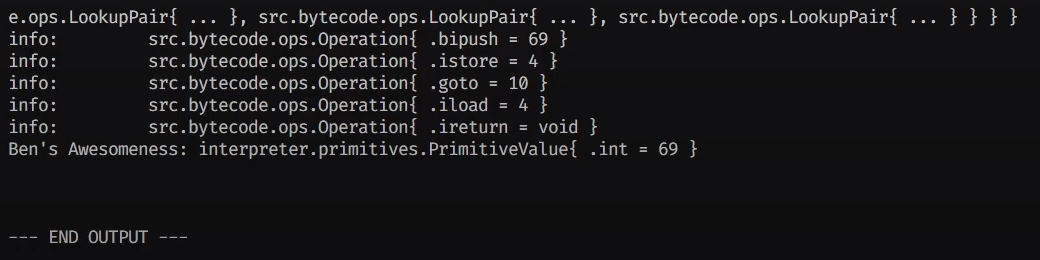 e.ops.LookupPair{ ... }, src.bytecode.ops.LookupPair{ ... }, src.bytecode.ops.LookupPair{ ... } } } }
info:         src.bytecode.ops.Operation{ .bipush = 69 }
info:         src.bytecode.ops.Operation{ .istore = 4 }
info:         src.bytecode.ops.Operation{ .goto = 10 }
info:         src.bytecode.ops.Operation{ .iload = 4 }
info:         src.bytecode.ops.Operation{ .ireturn = void }
Ben's Awesomeness: interpreter.primitives.PrimitiveValue{ .int = 69 }
--- END OUTPUT ---